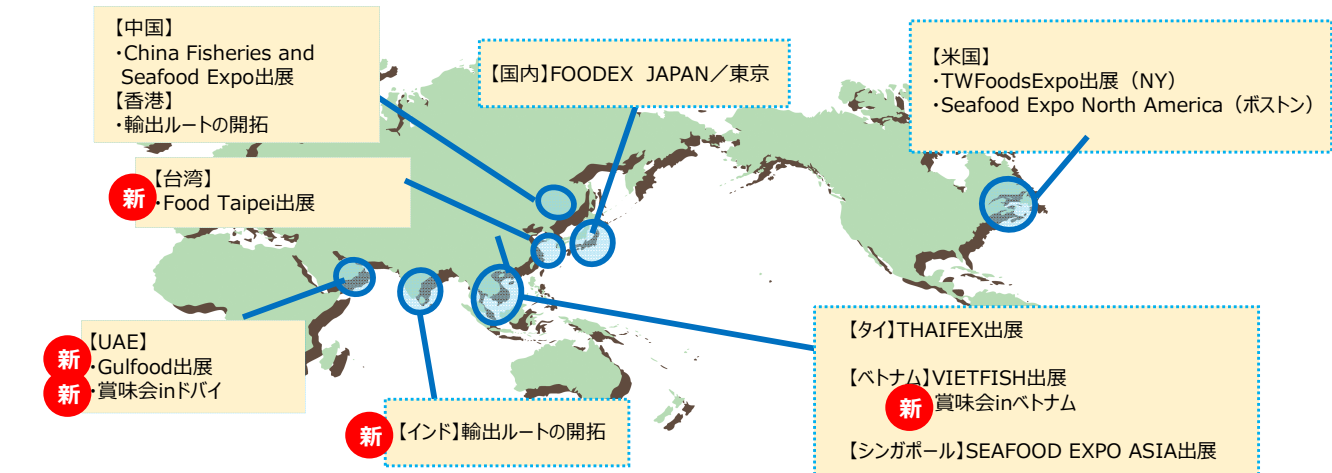 【中国】
・China Fisheries and
Seafood Expo出展
【香港】
・輸出ルートの開拓
【国内】FOODEX JAPAN／東京
【米国】
・TWFoodsExpo出展（NY）
・Seafood Expo North America（ボストン）
【台湾】
新 ・Food Taipei出展
【UAE】
新 ・Gulfood出展
新 ・賞味会inドバイ
新 【インド】輸出ルートの開拓
【タイ】THAIFEX出展
【ベトナム】VIETFISH出展
新 賞味会inベトナム
【シンガポール】SEAFOOD EXPO ASIA出展